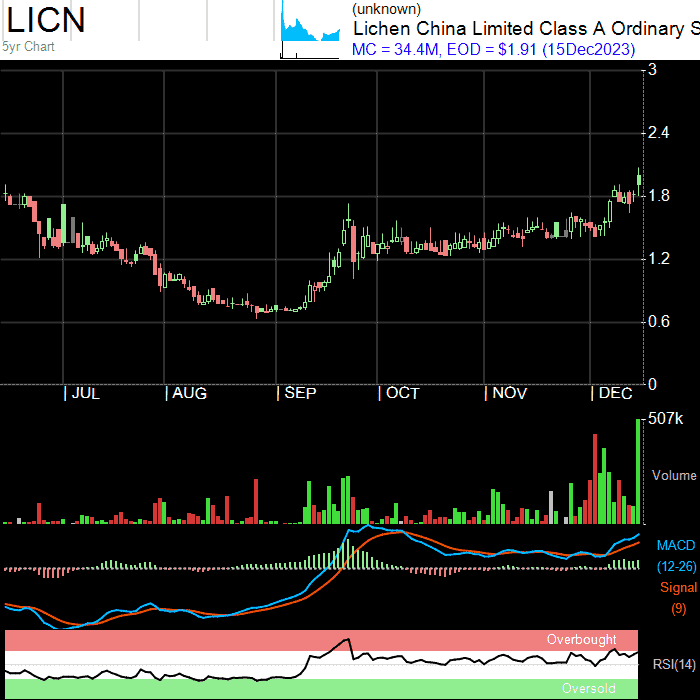 LICN
5yr Chart
(unknown)
Lichen China Limited Class A Ordinary S
MC = 34.4M, EOD = $1.91 (15Dec2023)
3
2.4
1.8
1.2
0.6
0
| JUL | AUG | SEP | OCT | NOV | DEC
507k
Volume
MACD
(12-26)
Signal
(9)
Overbought
RSI(14)
Oversold